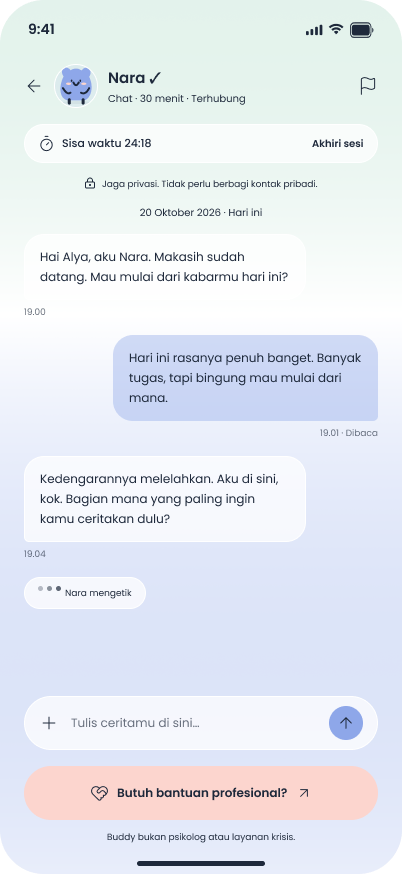 9:41
Nara ✓
Chat · 30 menit · Terhubung
Sisa waktu 24:18
Akhiri sesi
Jaga privasi. Tidak perlu berbagi kontak pribadi.
20 Oktober 2026 · Hari ini
Hai Alya, aku Nara. Makasih sudah
datang. Mau mulai dari kabarmu hari ini?
19.00
Hari ini rasanya penuh banget. Banyak
tugas, tapi bingung mau mulai dari
mana.
19.01 · Dibaca
Kedengarannya melelahkan. Aku di sini,
kok. Bagian mana yang paling ingin
kamu ceritakan dulu?
19.04
Nara mengetik
Tulis ceritamu di sini...
Butuh bantuan profesional?
Buddy bukan psikolog atau layanan krisis.